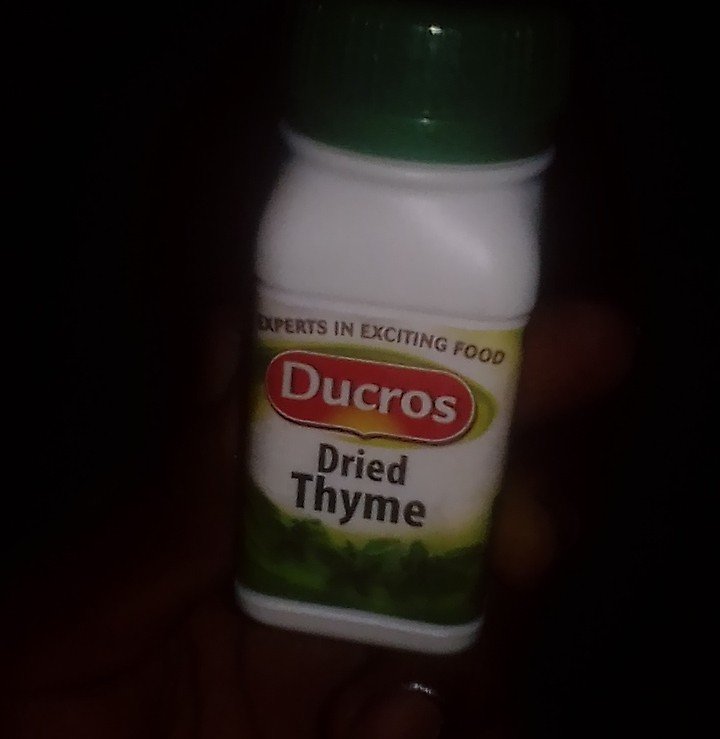 EXPERTS IN EXCITING FOOD
Ducros
Dried
Thyme